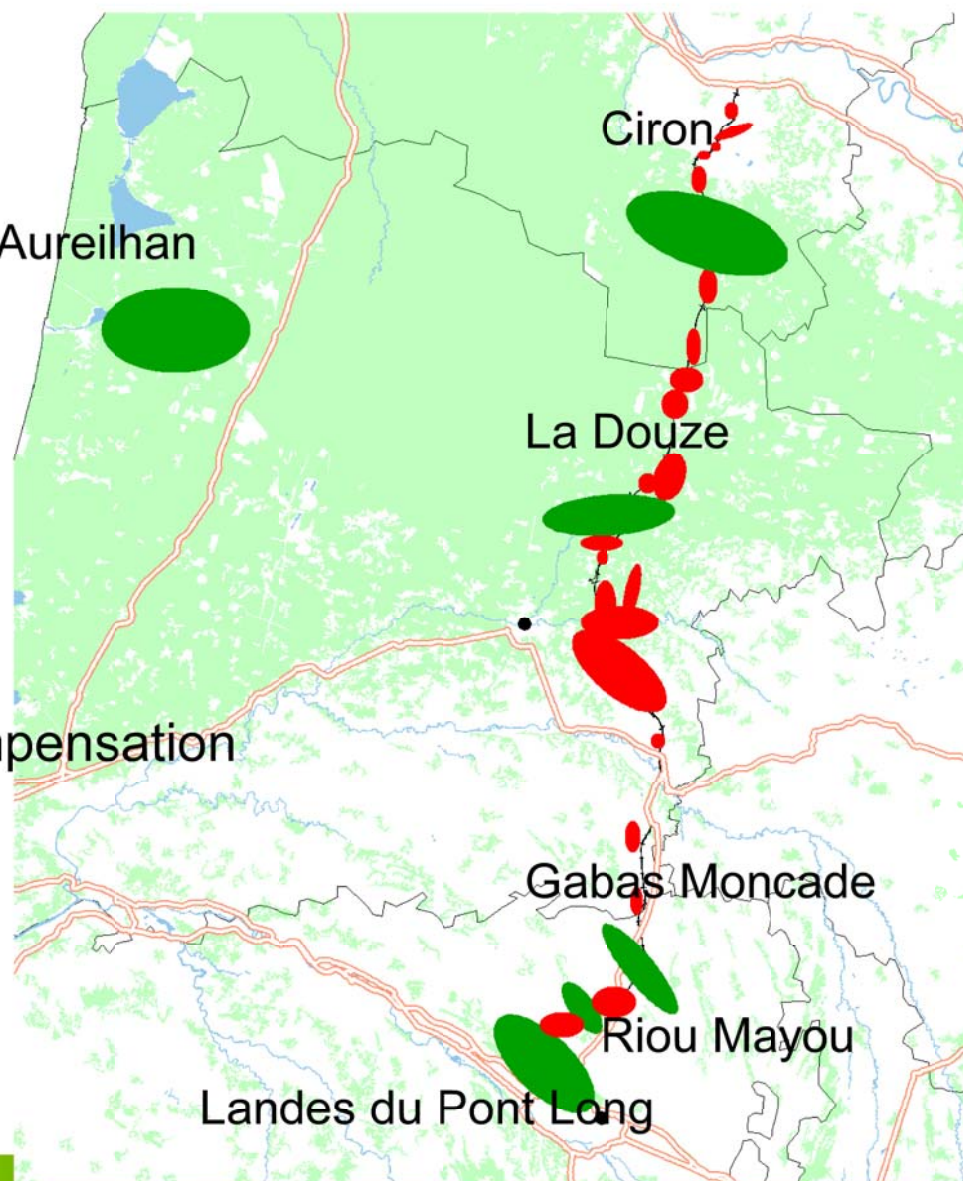 Ciron
Aureilhan
La Douze
pensation
Gabas Moncade
Riou Mayou
Landes du Pont Long